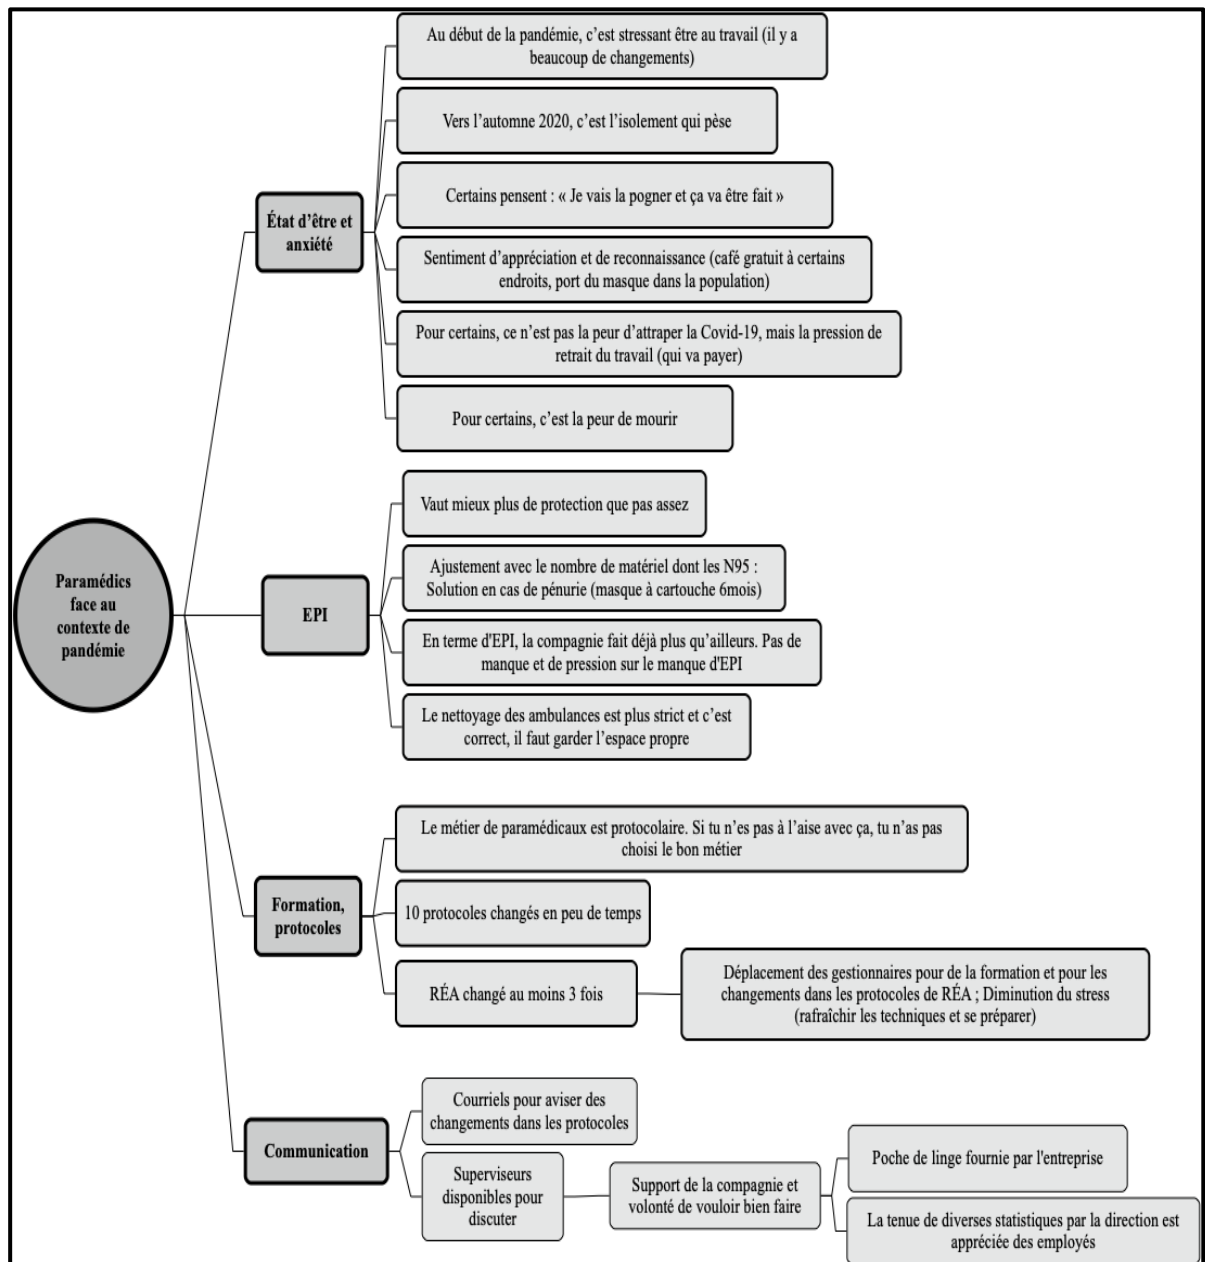 Paramédics
face au
contexte de
pandémie
État d'être et
anxiété
Au début de la pandémie, c'est stressant être au travail (il y a
beaucoup de changements)
Vers l'automne 2020, c'est l'isolement qui pèse
Certains pensent : « Je vais la pogner et ça va être fait »
Sentiment d'appréciation et de reconnaissance (café gratuit à certains
endroits, port du masque dans la population)
Pour certains, ce n'est pas la peur d'attraper la Covid-19, mais la pression de
retrait du travail (qui va payer)
Pour certains, c'est la peur de mourir
EPI
Vaut mieux plus de protection que pas assez
Ajustement avec le nombre de matériel dont les N95 :
Solution en cas de pénurie (masque à cartouche 6mois)
En terme d'EPI, la compagnie fait déjà plus qu'ailleurs. Pas de
manque et de pression sur le manque d'EPI
Le nettoyage des ambulances est plus strict et c'est
correct, il faut garder l'espace propre
Formation,
protocoles
Le métier de paramédicaux est protocolaire. Si tu n'es pas à l'aise avec ça, tu n'as pas
choisi le bon métier
10 protocoles changés en peu de temps
RÉA changé au moins 3 fois
Déplacement des gestionnaires pour de la formation et pour les
changements dans les protocoles de RÉA ; Diminution du stress
(rafraîchir les techniques et se préparer)
Communication
Courriels pour aviser des
changements dans les protocoles
Superviseurs
disponibles pour
discuter
Support de la compagnie et
volonté de vouloir bien faire
Poche de linge fournie par l'entreprise
La tenue de diverses statistiques par la direction est
appréciée des employés